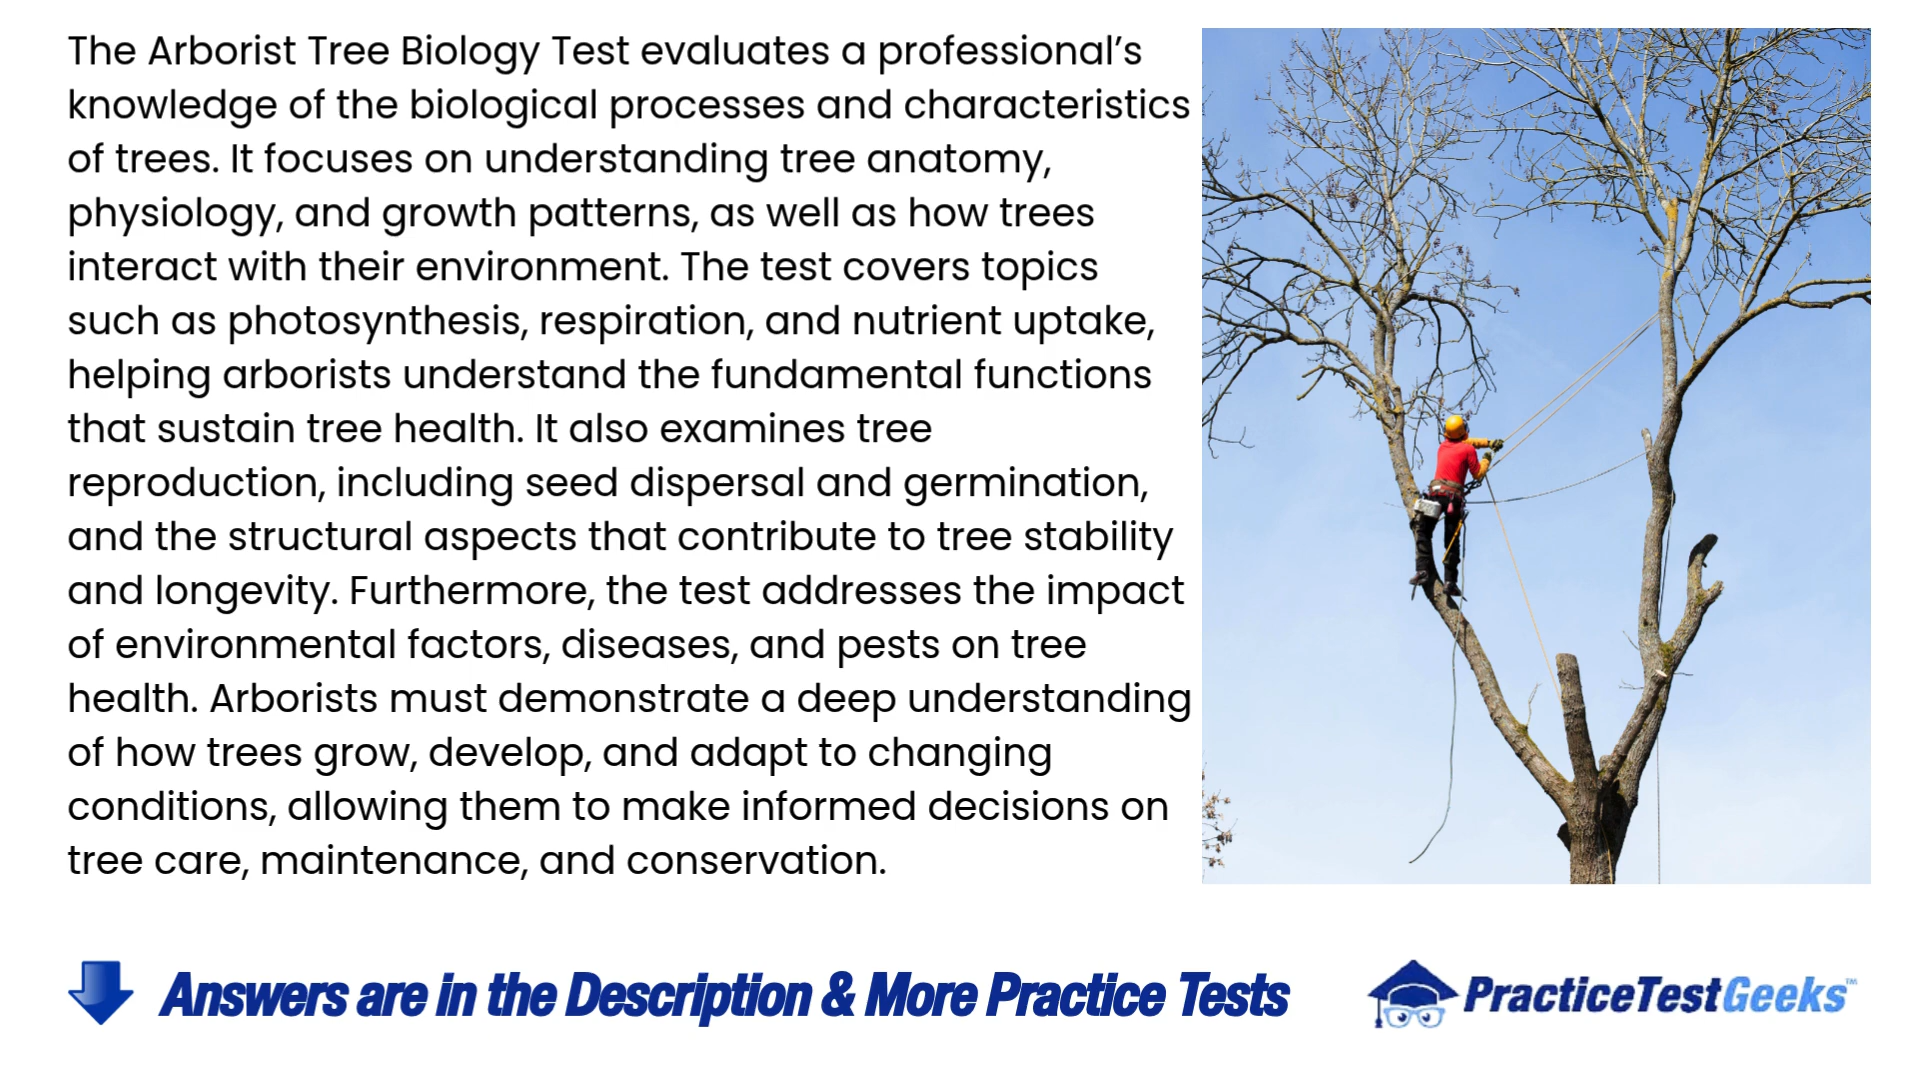 The Arborist Tree Biology Test evaluates a professional’s
knowledge of the biological processes and characteristics
of trees. It focuses on understanding tree anatomy,
physiology, and growth patterns, as well as how trees
interact with their environment. The test covers topics
such as photosynthesis, respiration, and nutrient uptake,
helping arborists understand the fundamental functions
that sustain tree health. It also examines tree
reproduction, including seed dispersal and germination,
and the structural aspects that contribute to tree stability
and longevity. Furthermore, the test addresses the impact
of environmental factors, diseases, and pests on tree
health. Arborists must demonstrate a deep understanding
of how trees grow, develop, and adapt to changing
conditions, allowing them to make informed decisions on
tree care, maintenance, and conservation.
Answers are in the Description & More Practice Tests
PracticeTestGeeks™